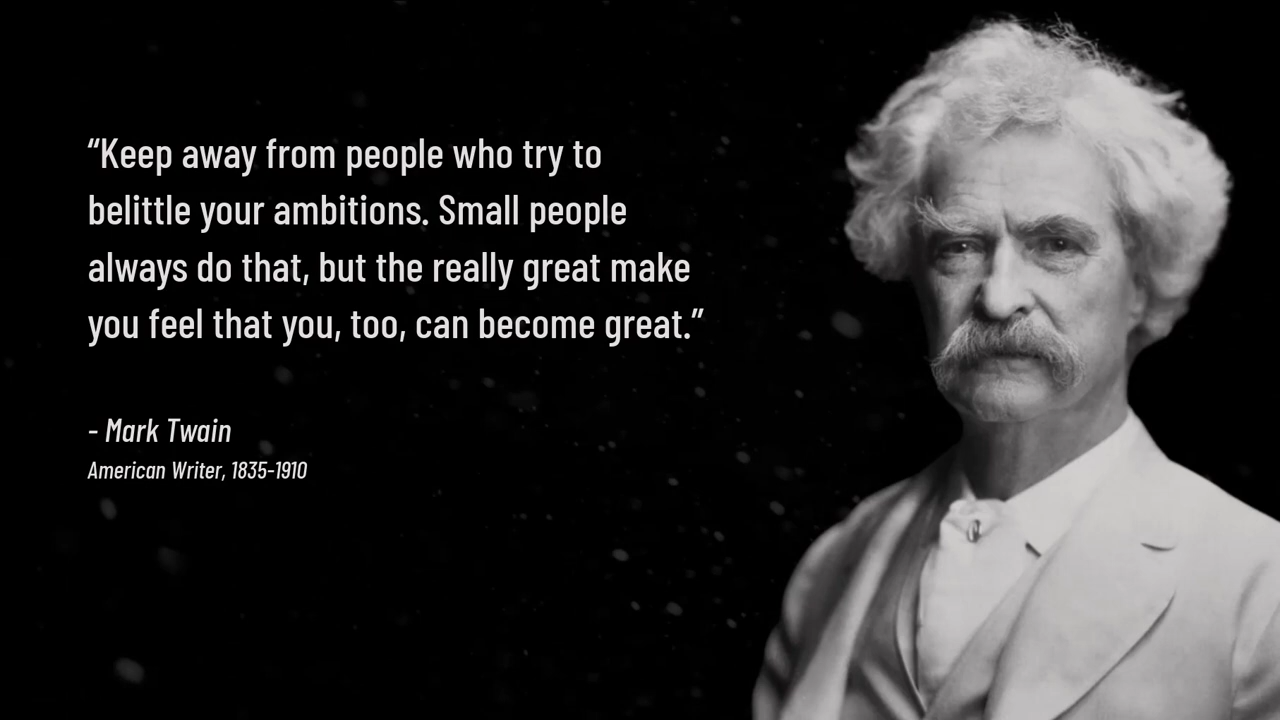 “Keep away from people who try to
belittle your ambitions. Small people
always do that, but the really great make
you feel that you, too, can become great.”
- Mark Twain
American Writer, 1835-1910